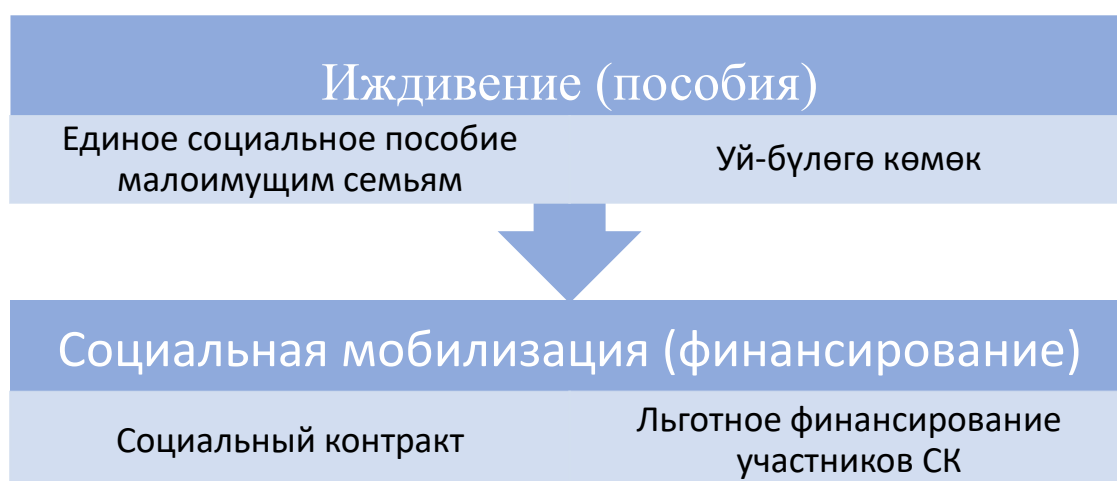 Иждивение (пособия)
Единое социальное пособие
малоимущим семьям
Уй-бүлөгө көмөк
Социальная мобилизация (финансирование)
Социальный контракт
Льготное финансирование
участников СК